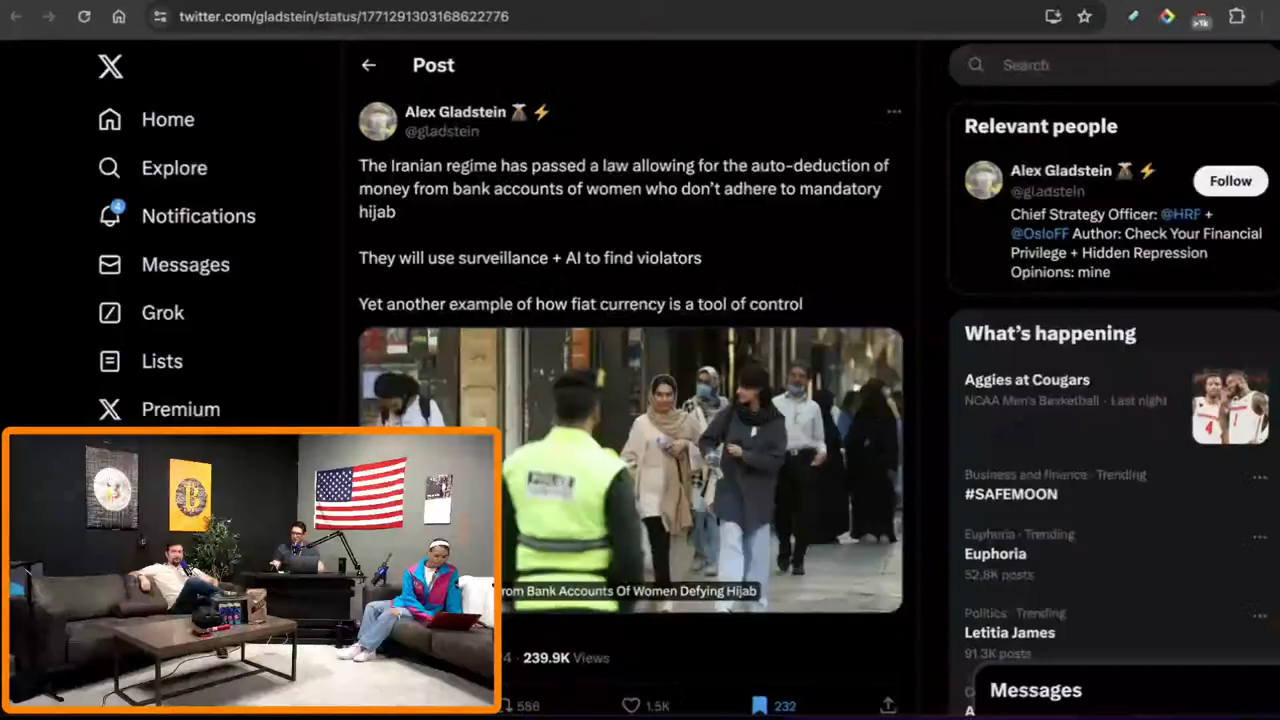 twitter.com/gladstein/status/1771291303168622776
Home
Explore
4
Notifications
Messages
Grok
Lists
Premium
Post
Alex Gladstein
@gladstein
The Iranian regime has passed a law allowing for the auto-deduction of
money from bank accounts of women who don't adhere to mandatory
hijab
They will use surveillance + AI to find violators
Yet another example of how fiat currency is a tool of control
POLICE
rom Bank Accounts Of Women Defying Hijab
4 · 239.9K Views
588
1.5K
232
Search
Relevant people
Alex Gladstein
@gladstein
Follow
Chief Strategy Officer: @HRF +
@OsloFF Author: Check Your Financial
Privilege + Hidden Repression
Opinions: mine
What's happening
Aggies at Cougars
NCAA Men's Basketball · Last night
Business and finance · Trending
#SAFEMOON
Euphoria · Trending
Euphoria
52.8K posts
Politics · Trending
Letitia James
91.3K posts
Messages